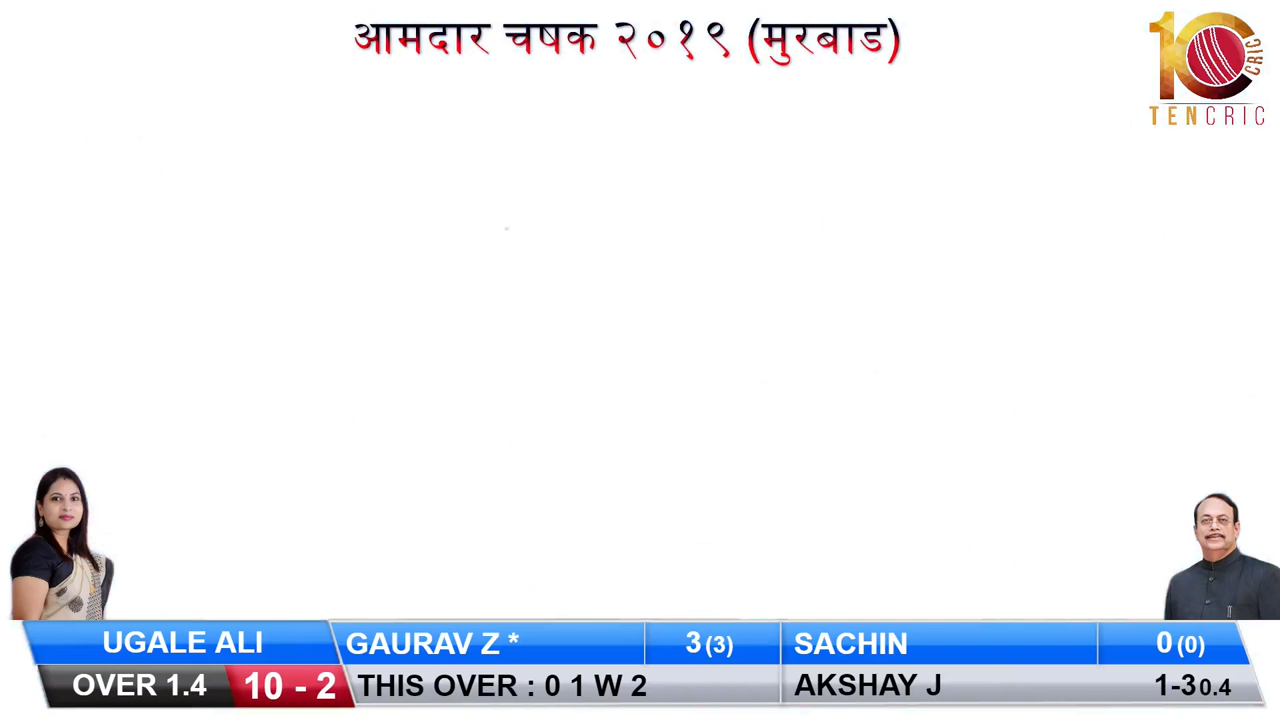 आमदार चषक २०१९ (मुरबाड)
10 CRIC
TENCRIC
UGALE ALI GAURAV Z * 3 (3) SACHIN 0 (0)
OVER 1.4 10 - 2 THIS OVER : 0 1 W 2 AKSHAY J 1-3 0.4